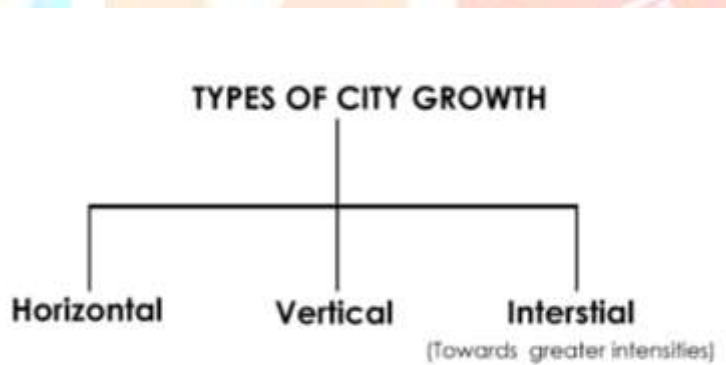 TYPES OF CITY GROWTH
Horizontal
Vertical
Interstial
(Towards greater intensities)